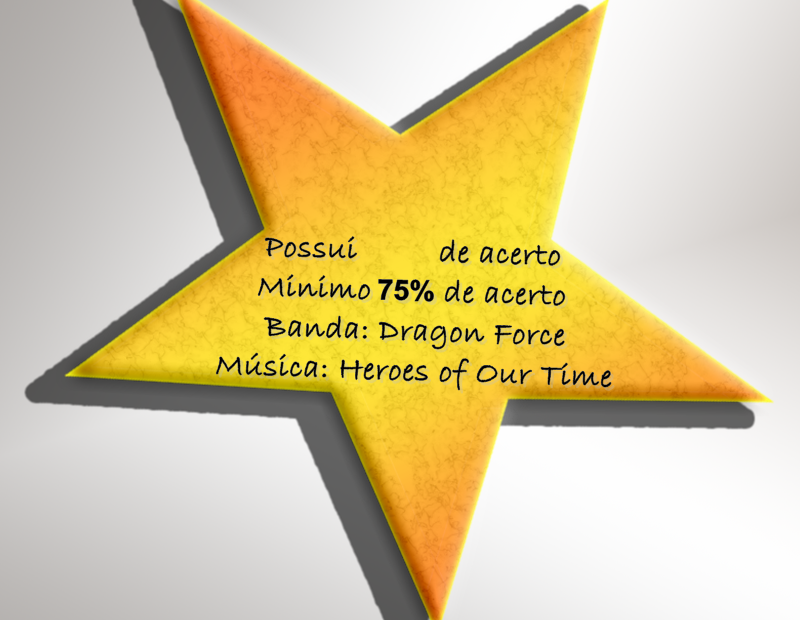 Possui de acerto
Mínimo 75% de acerto
Banda: Dragon Force
Música: Heroes of Our Time